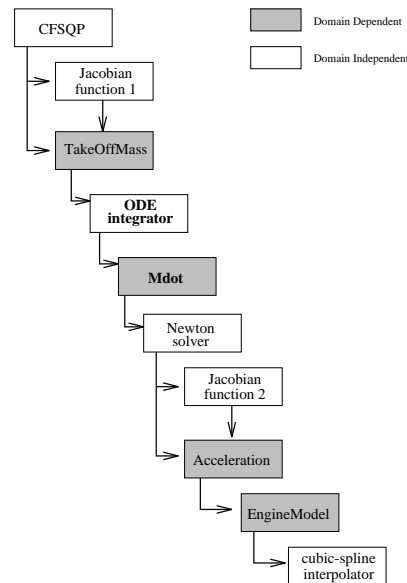 CFSQP
Domain Dependent
Domain Independent
Jacobian
function 1
TakeOffMass
ODE
integrator
Mdot
Newton
solver
Jacobian
function 2
Acceleration
EngineModel
cubic-spline
interpolator